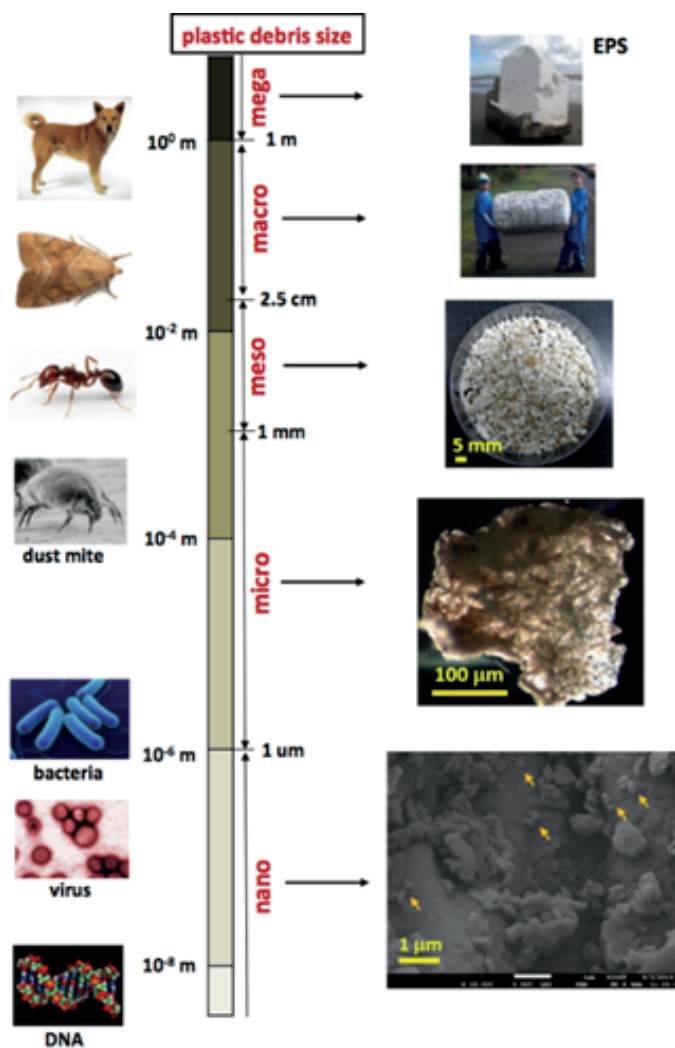 plastic debris size
EPS
mega
10⁰ m
1 m
macro
2.5 cm
10⁻² m
meso
1 mm
5 mm
dust mite
10⁻⁴ m
micro
100 µm
bacteria
10⁻⁶ m
1 um
virus
nano
1 µm
10⁻⁸ m
DNA